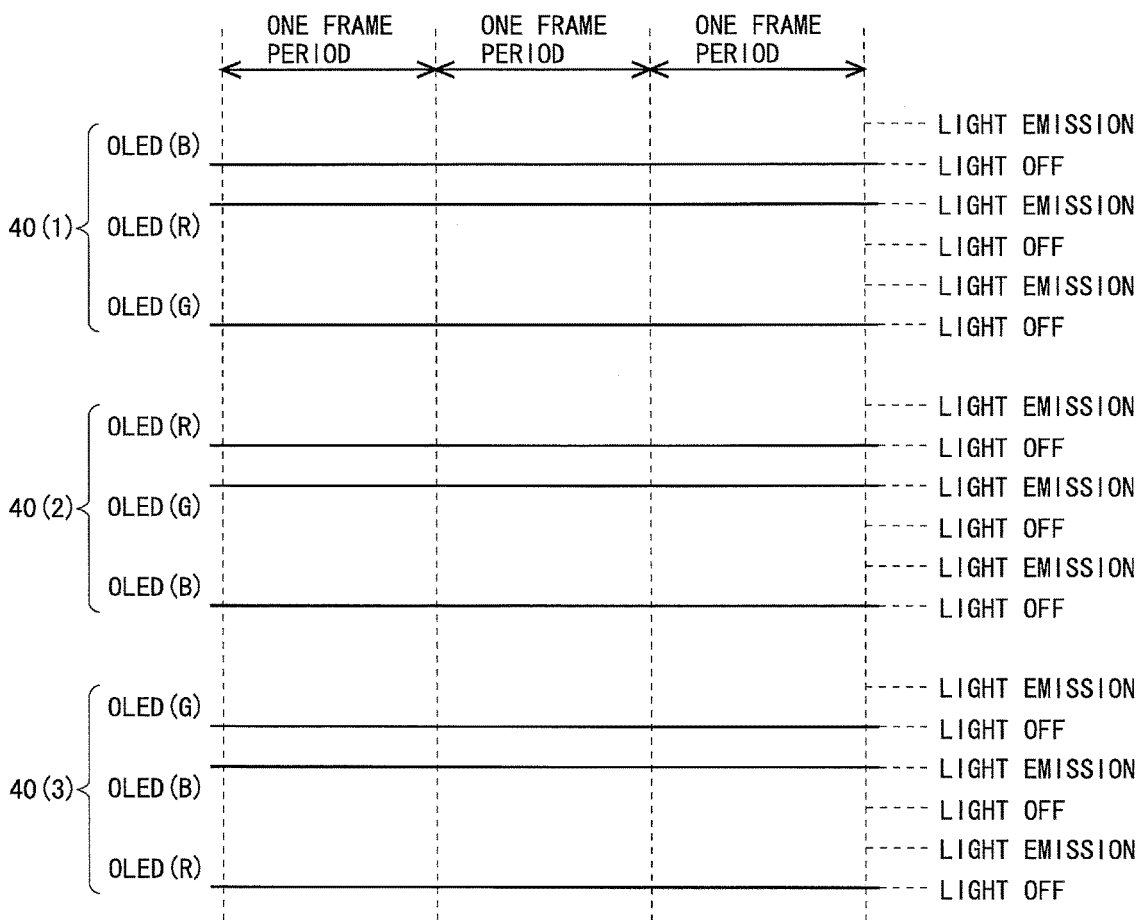 ONE FRAME PERIOD
ONE FRAME PERIOD
ONE FRAME PERIOD
40(1)
OLED(B)
LIGHT EMISSION
LIGHT OFF
OLED(R)
LIGHT EMISSION
LIGHT OFF
OLED(G)
LIGHT EMISSION
LIGHT OFF
40(2)
OLED(R)
LIGHT EMISSION
LIGHT OFF
OLED(G)
LIGHT EMISSION
LIGHT OFF
OLED(B)
LIGHT EMISSION
LIGHT OFF
40(3)
OLED(G)
LIGHT EMISSION
LIGHT OFF
OLED(B)
LIGHT EMISSION
LIGHT OFF
OLED(R)
LIGHT EMISSION
LIGHT OFF